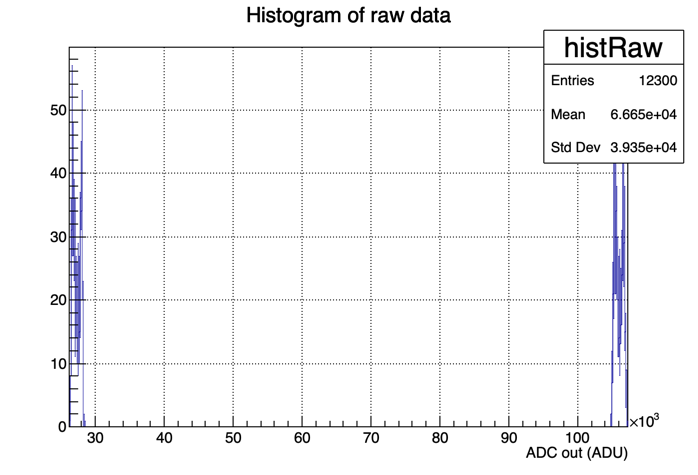 Histogram of raw data
histRaw
Entries 12300
Mean 6.665e+04
Std Dev 3.935e+04
50
40
30
20
10
0
30 40 50 60 70 80 90 100 ×10³
ADC out (ADU)